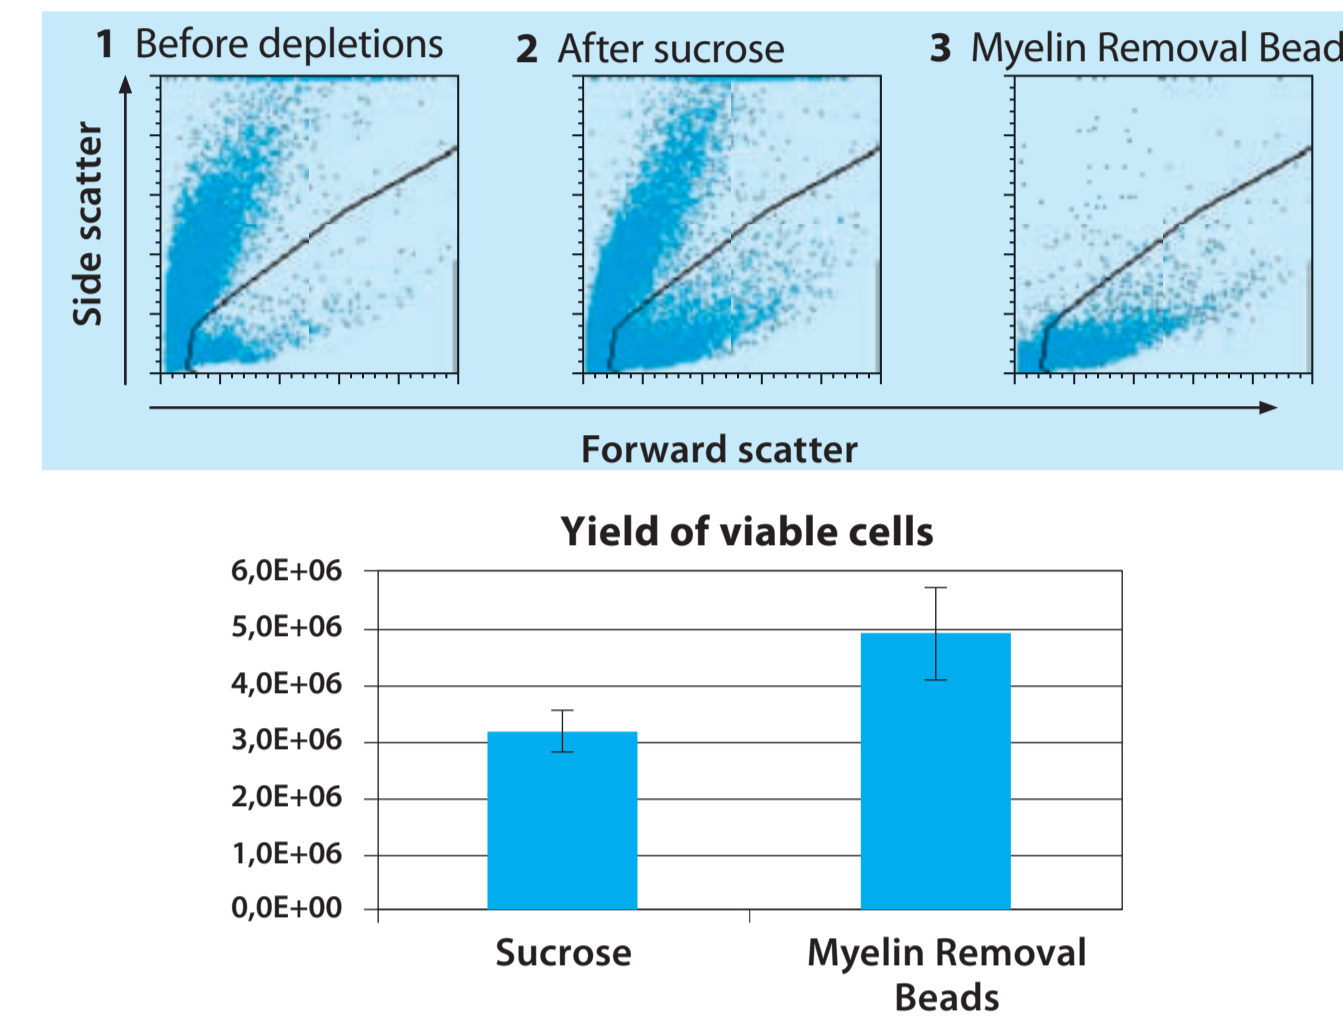 1 Before depletions
2 After sucrose
3 Myelin Removal Bead
Side scatter
Forward scatter
Yield of viable cells
6,0E+06
5,0E+06
4,0E+06
3,0E+06
2,0E+06
1,0E+06
0,0E+00
Sucrose
Myelin Removal
Beads